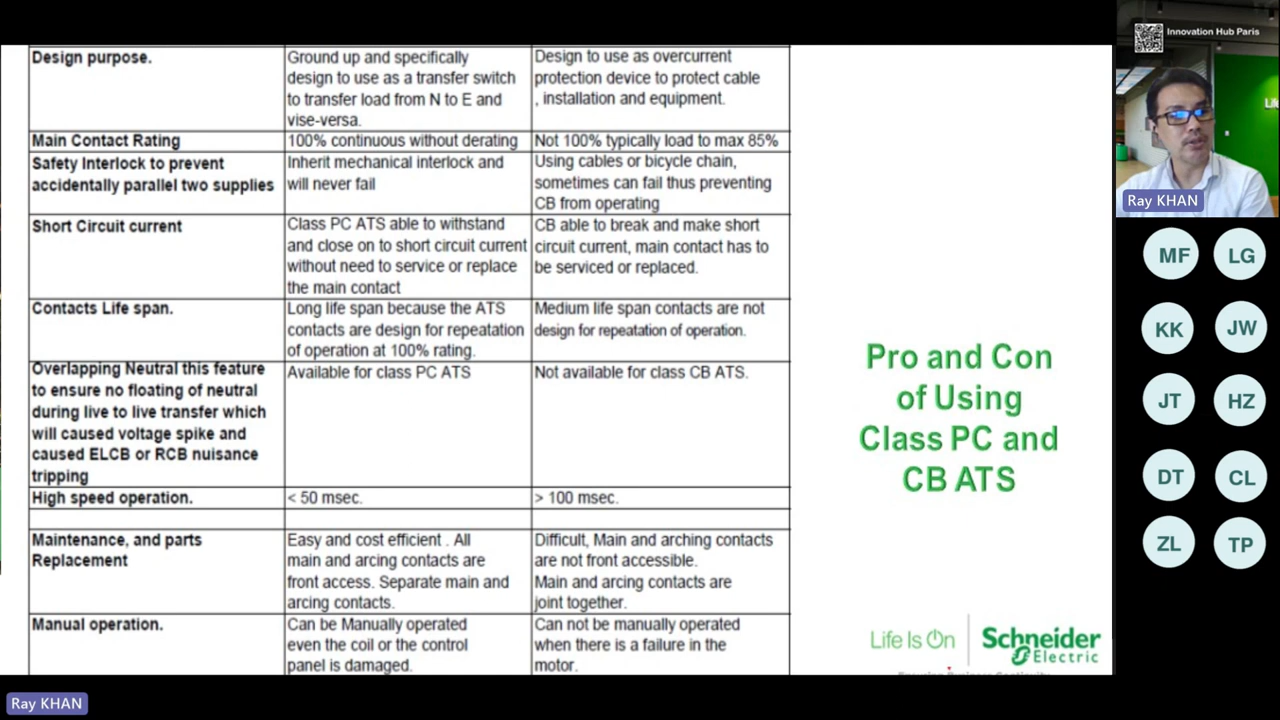 Design purpose.
Ground up and specifically
design to use as a transfer switch
to transfer load from N to E and
vise-versa.
Design to use as overcurrent
protection device to protect cable
, installation and equipment.
Main Contact Rating
100% continuous without derating
Not 100% typically load to max 85%
Safety Interlock to prevent
accidentally parallel two supplies
Inherit mechanical interlock and
will never fail
Using cables or bicycle chain,
sometimes can fail thus preventing
CB from operating
Short Circuit current
Class PC ATS able to withstand
and close on to short circuit current
without need to service or replace
the main contact
CB able to break and make short
circuit current, main contact has to
be serviced or replaced.
Contacts Life span.
Long life span because the ATS
contacts are design for repeatation
of operation at 100% rating.
Medium life span contacts are not
design for repeatation of operation.
Overlapping Neutral this feature
to ensure no floating of neutral
during live to live transfer which
will caused voltage spike and
caused ELCB or RCB nuisance
tripping
Available for class PC ATS
Not available for class CB ATS.
High speed operation.
< 50 msec.
> 100 msec.
Maintenance, and parts
Replacement
Easy and cost efficient . All
main and arcing contacts are
front access. Separate main and
arcing contacts.
Difficult, Main and arching contacts
are not front accessible.
Main and arcing contacts are
joint together.
Manual operation.
Can be Manually operated
even the coil or the control
panel is damaged.
Can not be manually operated
when there is a failure in the
motor.
Pro and Con
of Using
Class PC and
CB ATS
Life Is On
Schneider
Electric
Innovation Hub Paris
Ray KHAN
MF
LG
KK
JW
JT
HZ
DT
CL
ZL
TP
Ray KHAN